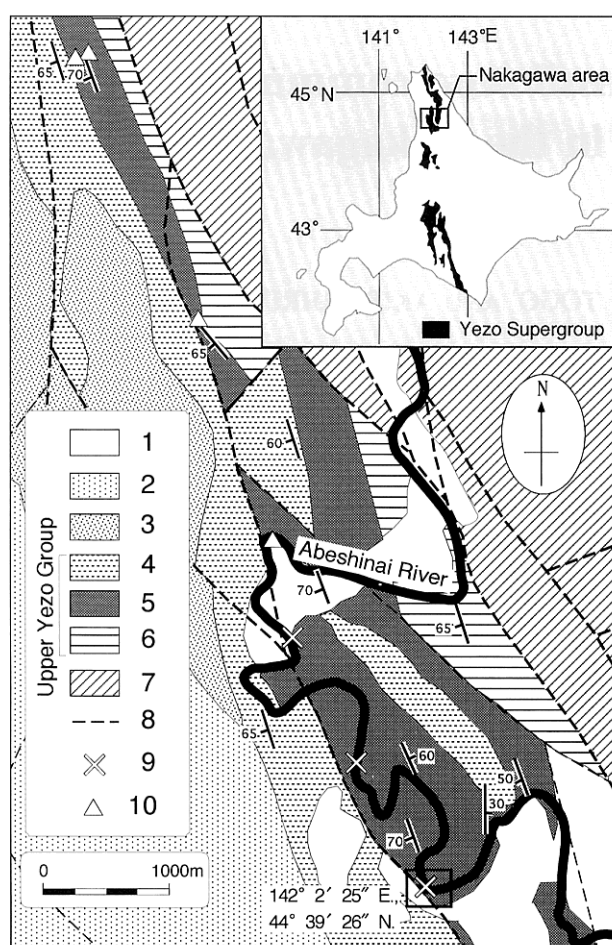 141°
143°E
45° N
Nakagawa area
43°
Yezo Supergroup
65
70
65
N
60
Abeshinai River
70
65
65
60
50
30
70
Upper Yezo Group
1
2
3
4
5
6
7
8
9
10
0
1000m
142° 2′ 25″ E.,
44° 39′ 26″ N.